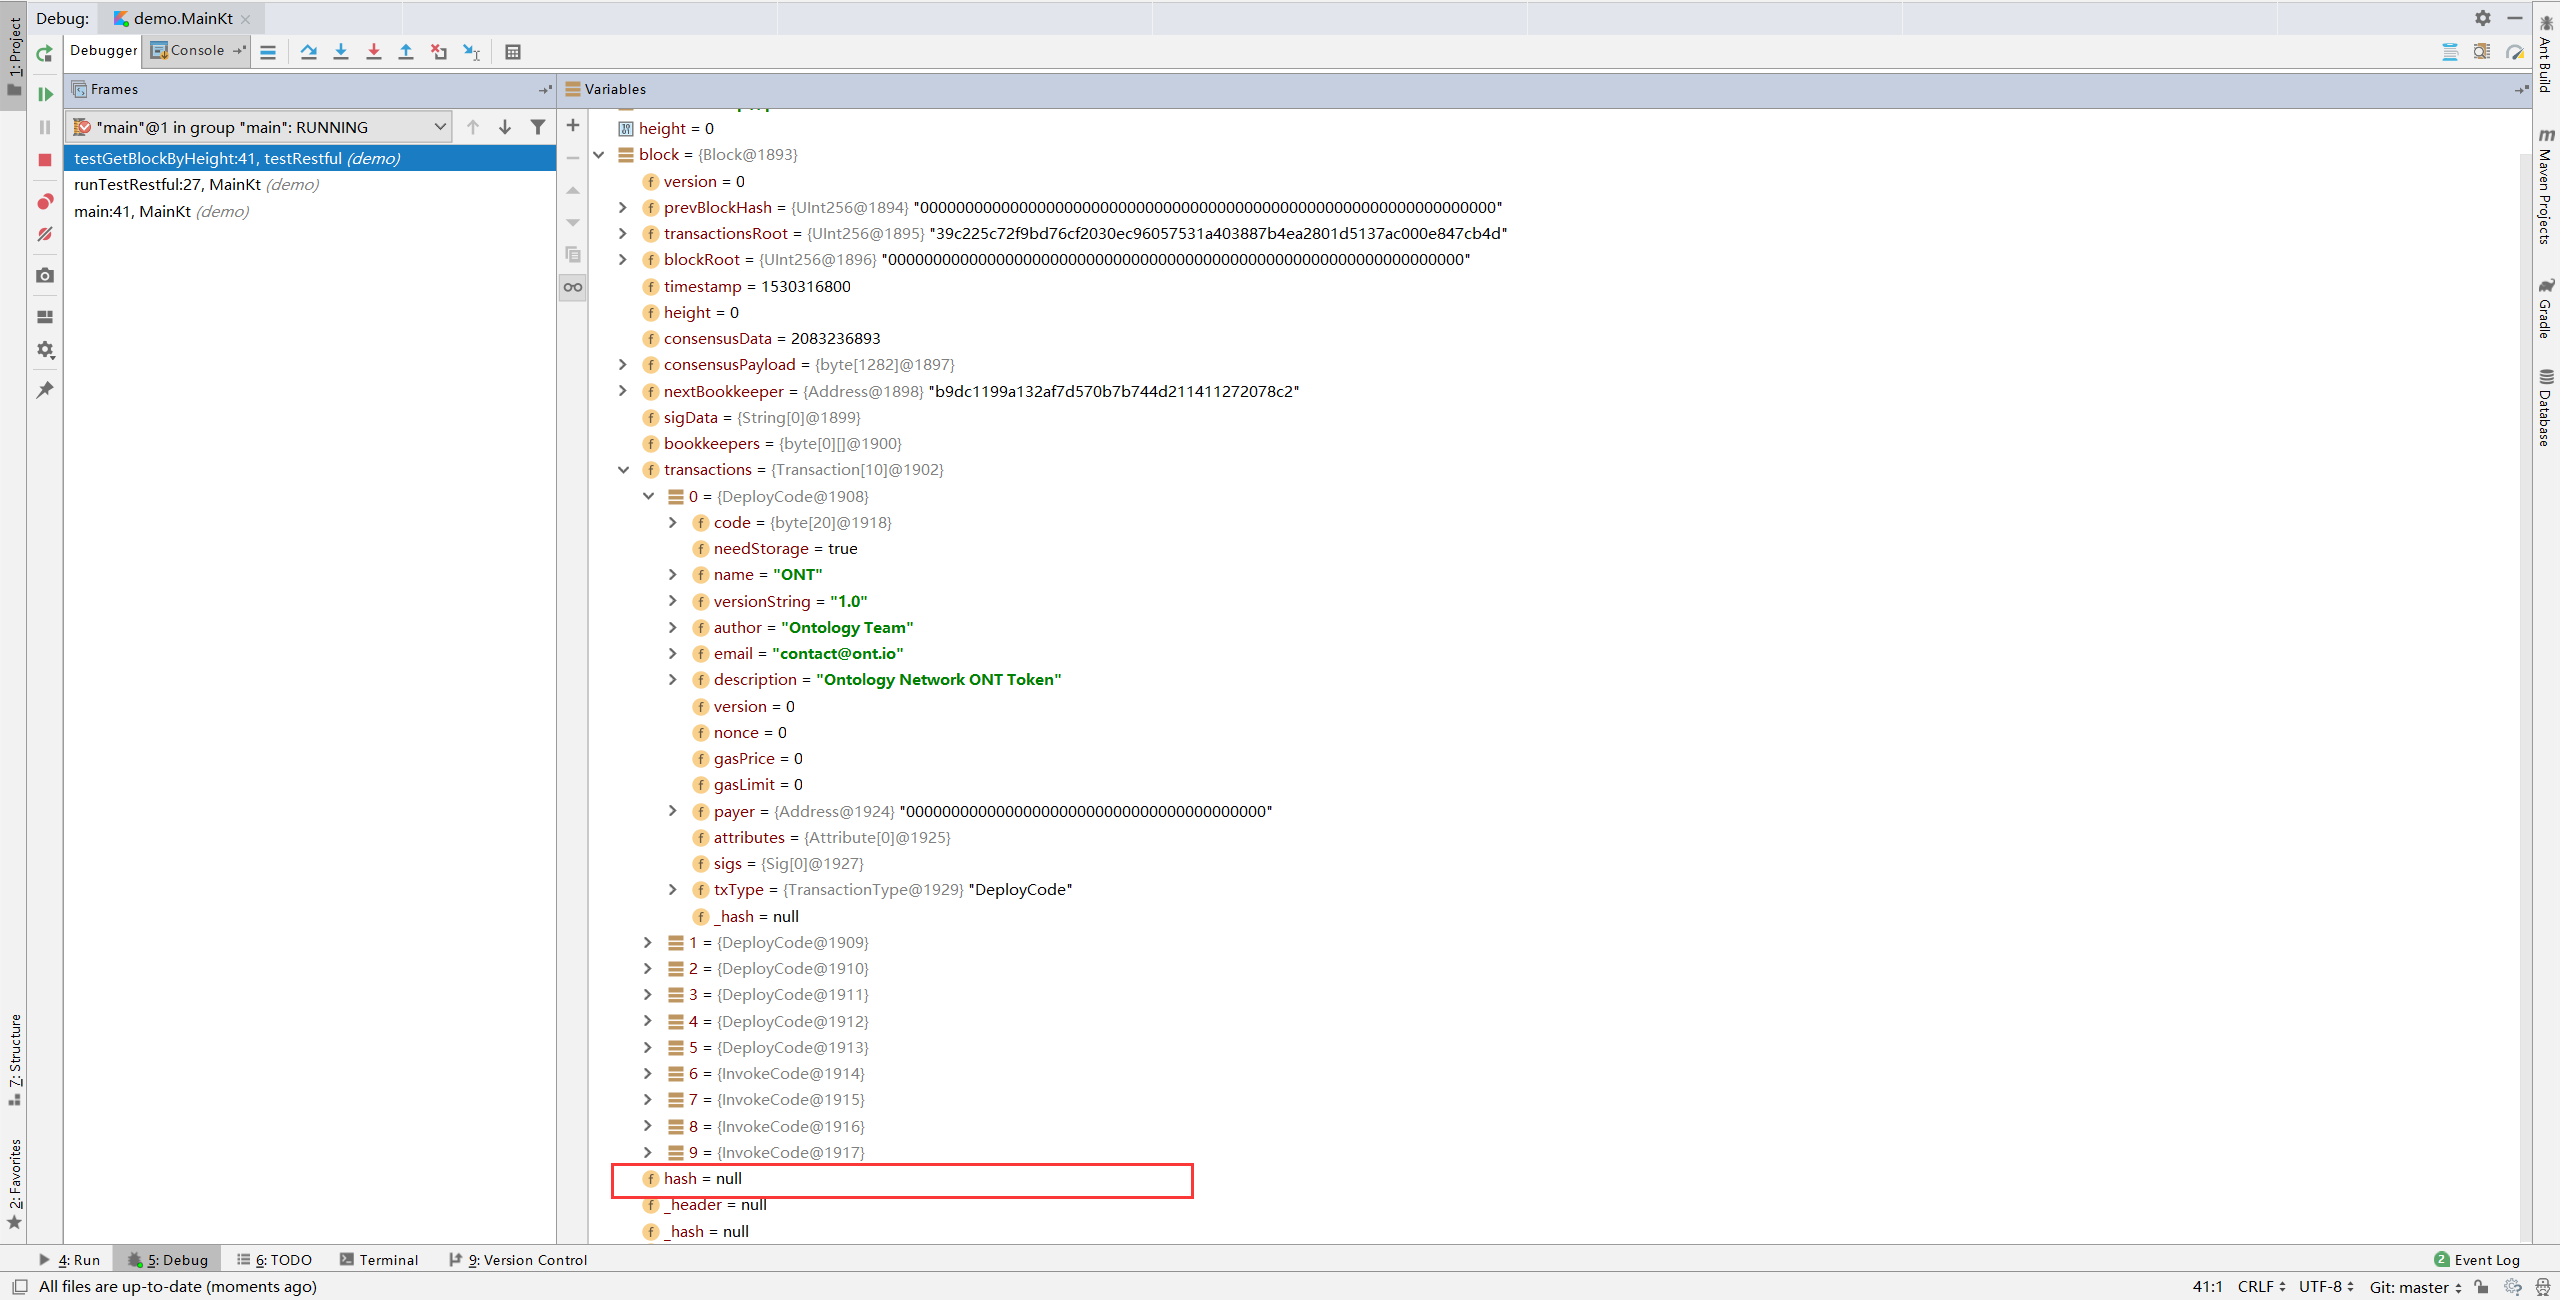 Debug: demo.MainKt
Debugger Console
Frames
Variables
"main"@1 in group "main": RUNNING
testGetBlockByHeight:41, testRestful (demo)
runTestRestful:27, MainKt (demo)
main:41, MainKt (demo)
height = 0
block = {Block@1893}
version = 0
prevBlockHash = {UInt256@1894} "0000000000000000000000000000000000000000000000000000000000000000"
transactionsRoot = {UInt256@1895} "39c225c72f9bd76cf2030ec96057531a403887b4ea2801d5137ac000e847cb4d"
blockRoot = {UInt256@1896} "0000000000000000000000000000000000000000000000000000000000000000"
timestamp = 1530316800
height = 0
consensusData = 2083236893
consensusPayload = {byte[1282]@1897}
nextBookkeeper = {Address@1898} "b9dc1199a132af7d570b7b744d211411272078c2"
sigData = {String[0]@1899}
bookkeepers = {byte[0][]@1900}
transactions = {Transaction[10]@1902}
0 = {DeployCode@1908}
code = {byte[20]@1918}
needStorage = true
name = "ONT"
versionString = "1.0"
author = "Ontology Team"
email = "contact@ont.io"
description = "Ontology Network ONT Token"
version = 0
nonce = 0
gasPrice = 0
gasLimit = 0
payer = {Address@1924} "0000000000000000000000000000000000000000"
attributes = {Attribute[0]@1925}
sigs = {Sig[0]@1927}
txType = {TransactionType@1929} "DeployCode"
_hash = null
1 = {DeployCode@1909}
2 = {DeployCode@1910}
3 = {DeployCode@1911}
4 = {DeployCode@1912}
5 = {DeployCode@1913}
6 = {InvokeCode@1914}
7 = {InvokeCode@1915}
8 = {InvokeCode@1916}
9 = {InvokeCode@1917}
hash = null
_header = null
_hash = null
1: Project
7: Structure
2: Favorites
Ant Build
Maven Projects
Gradle
Database
4: Run 5: Debug 6: TODO Terminal 9: Version Control
2 Event Log
All files are up-to-date (moments ago)
41:1 CRLF UTF-8 Git: master